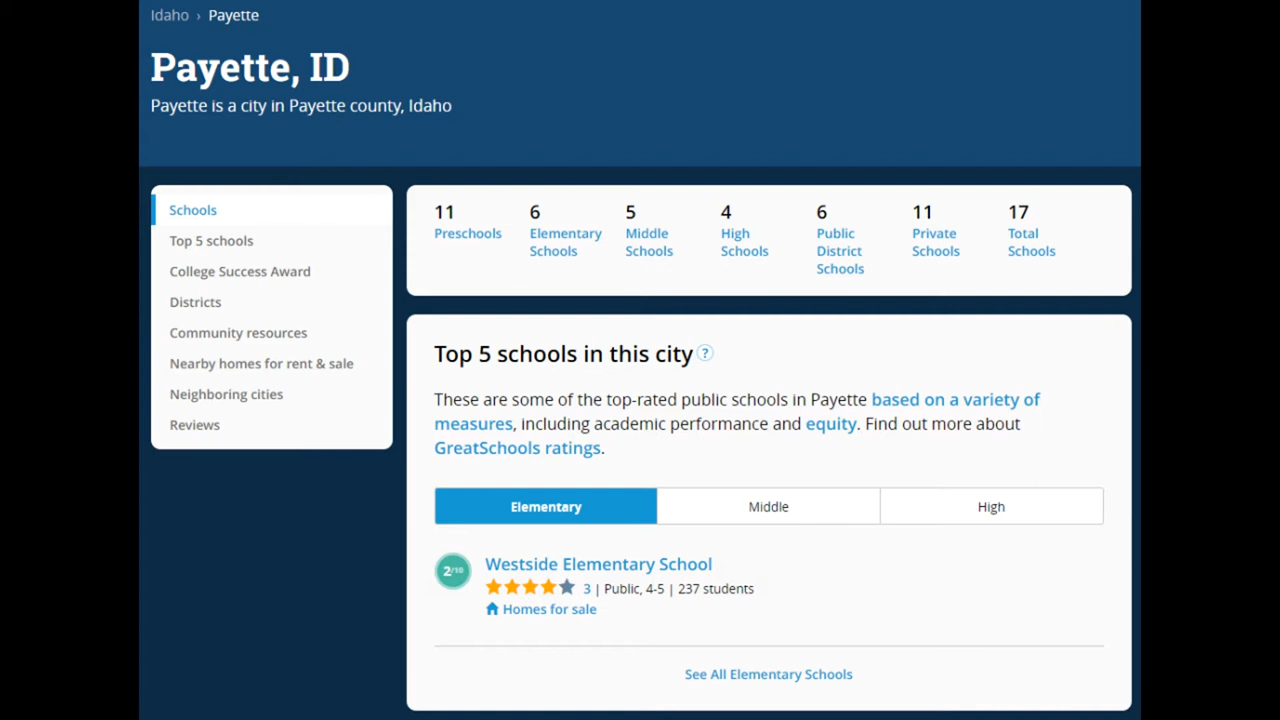 Idaho › Payette
Payette, ID
Payette is a city in Payette county, Idaho
Schools
Top 5 schools
College Success Award
Districts
Community resources
Nearby homes for rent & sale
Neighboring cities
Reviews
11
Preschools
6
Elementary
Schools
5
Middle
Schools
4
High
Schools
6
Public
District
Schools
11
Private
Schools
17
Total
Schools
Top 5 schools in this city ?
These are some of the top-rated public schools in Payette based on a variety of
measures, including academic performance and equity. Find out more about
GreatSchools ratings.
Elementary
Middle
High
2/10
Westside Elementary School
3 | Public, 4-5 | 237 students
Homes for sale
See All Elementary Schools